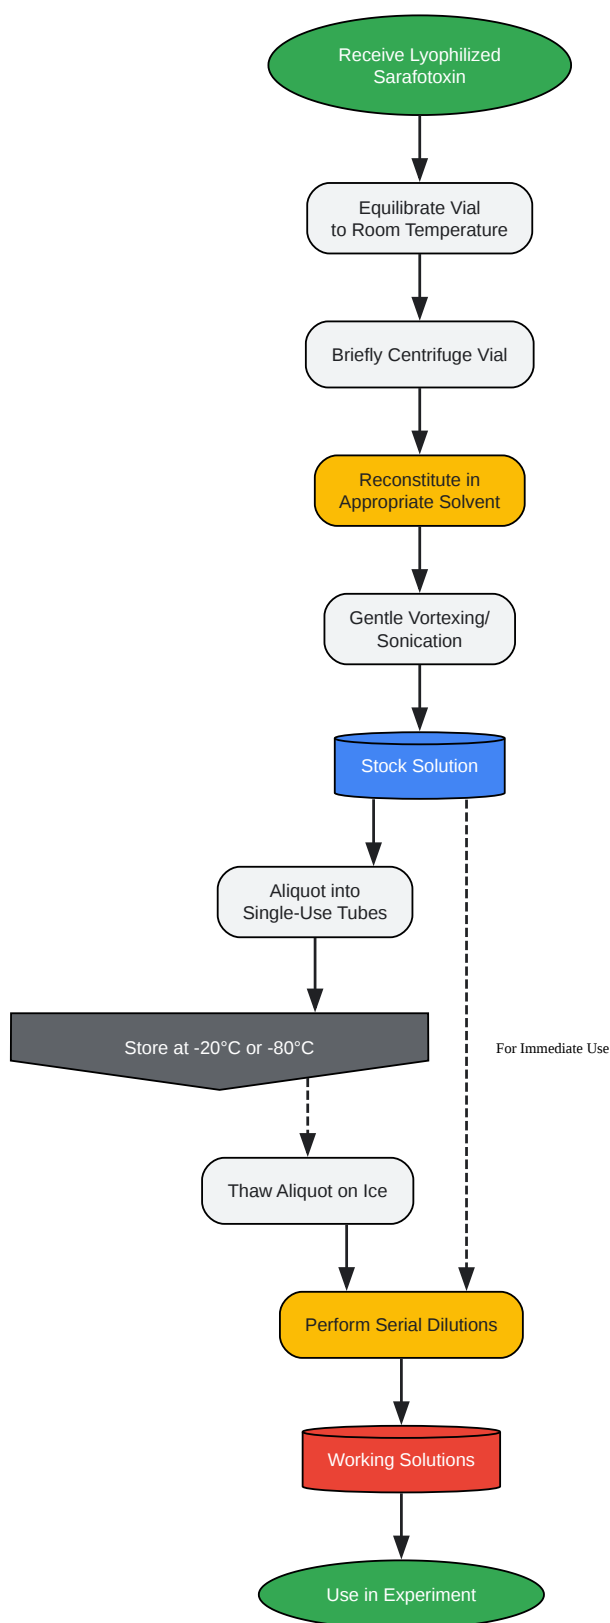 Receive Lyophilized
Sarafotoxin
Equilibrate Vial
to Room Temperature
Briefly Centrifuge Vial
Reconstitute in
Appropriate Solvent
Gentle Vortexing/
Sonication
Stock Solution
Aliquot into
Single-Use Tubes
Store at -20°C or -80°C
For Immediate Use
Thaw Aliquot on Ice
Perform Serial Dilutions
Working Solutions
Use in Experiment